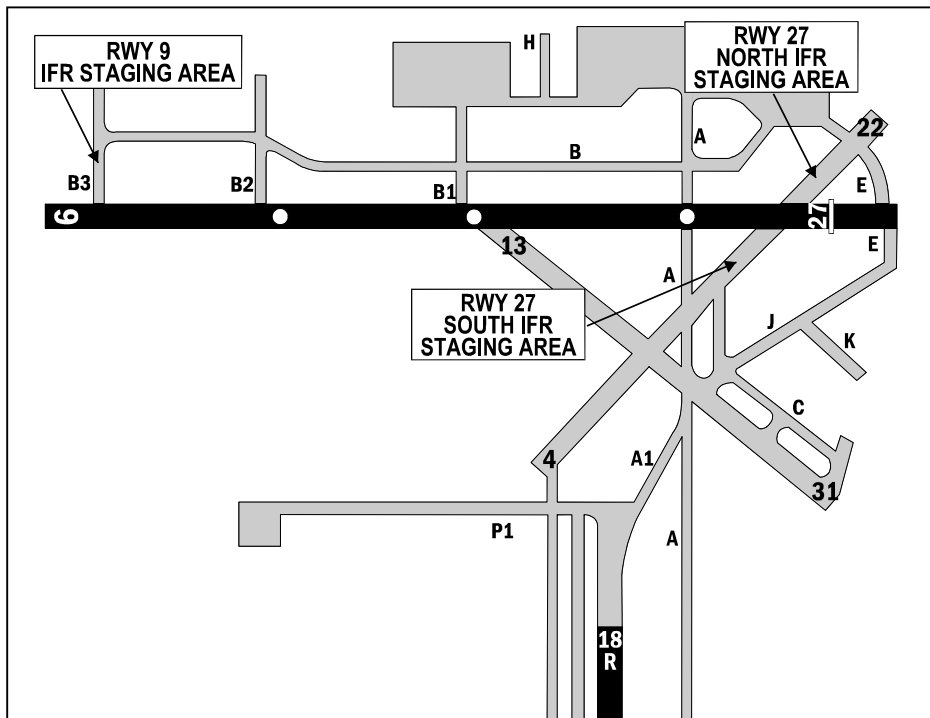 RWY 9
IFR STAGING AREA
H
RWY 27
NORTH IFR
STAGING AREA
22
A
B
B3
B2
B1
E
9
27
13
A
E
RWY 27
SOUTH IFR
STAGING AREA
J
K
C
4
A1
31
P1
A
18
R